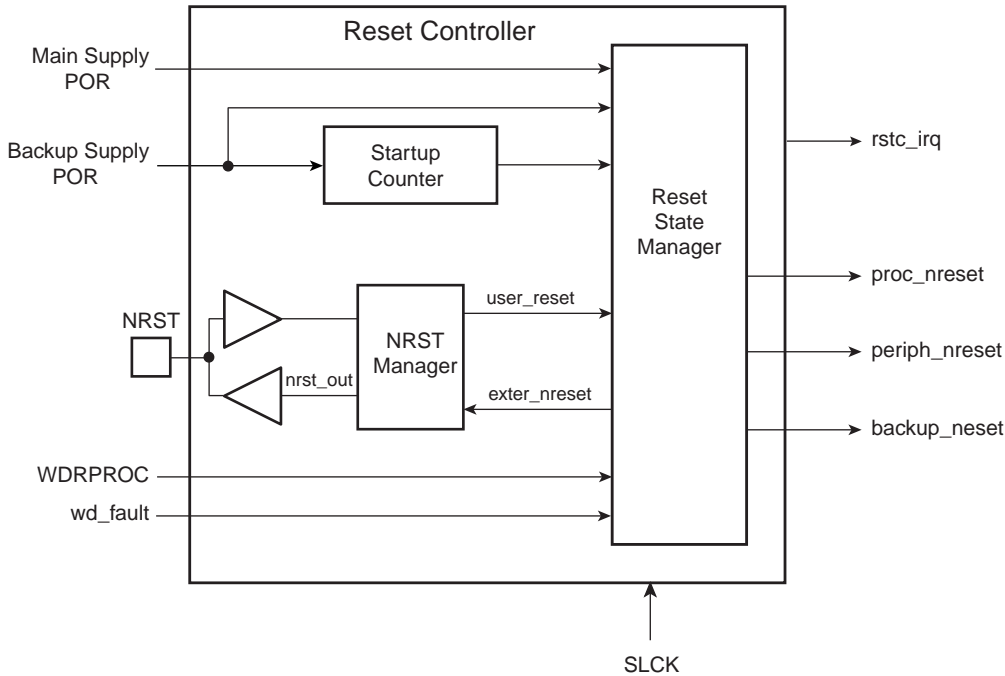 Reset Controller
Main Supply
POR
Backup Supply
POR
Startup
Counter
rstc_irq
Reset
State
Manager
proc_nreset
user_reset
NRST
NRST
Manager
nrst_out
periph_nreset
exter_nreset
backup_neset
WDRPROC
wd_fault
SLCK